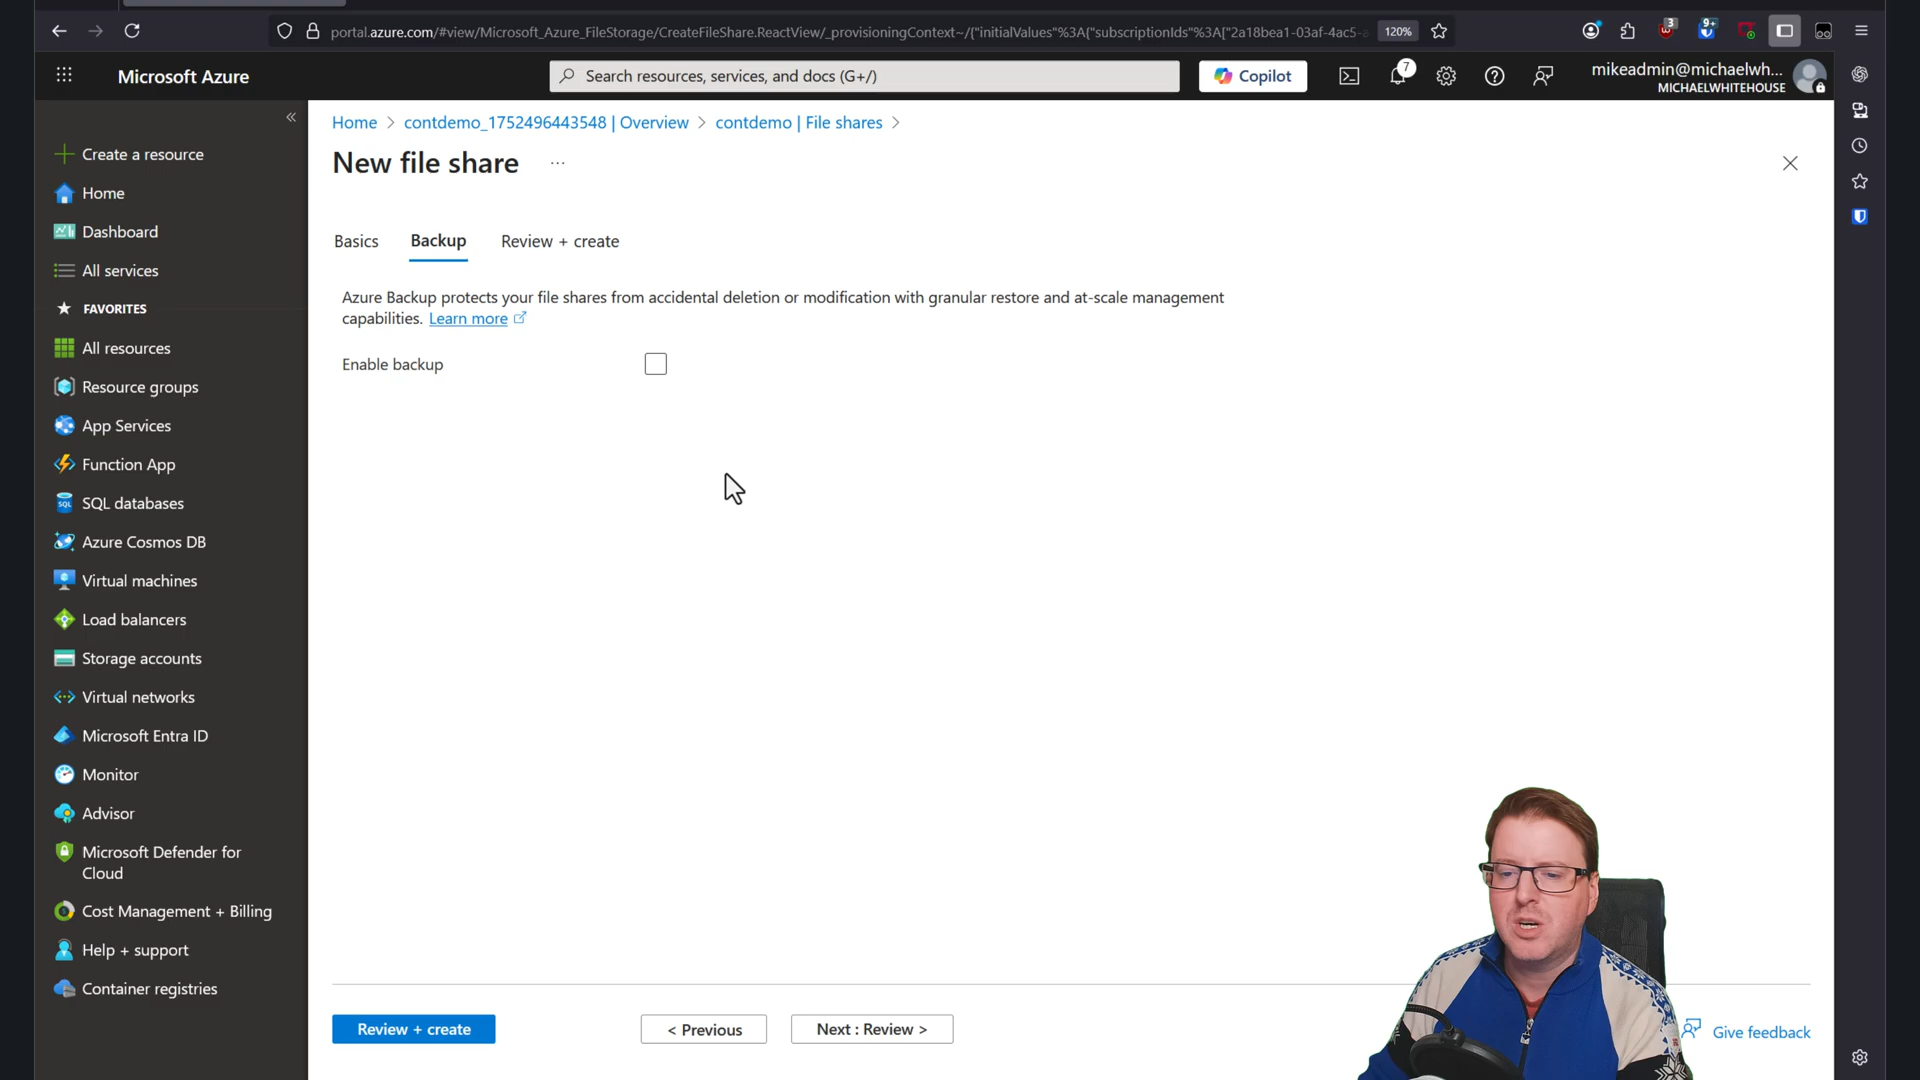 portal.azure.com/#view/Microsoft_Azure_FileStorage/CreateFileShare.ReactView/_provisioningContext~/{"initialValues"%3A{"subscriptionIds"%3A["2a18bea1-03af-4ac5-a
120%
3
9+
Microsoft Azure
Search resources, services, and docs (G+/)
Copilot
7
mikeadmin@michaelwh...
MICHAELWHITEHOUSE
Create a resource
Home
Dashboard
All services
FAVORITES
All resources
Resource groups
App Services
Function App
SQL
SQL databases
Azure Cosmos DB
Virtual machines
Load balancers
Storage accounts
Virtual networks
Microsoft Entra ID
Monitor
Advisor
Microsoft Defender for
Cloud
Cost Management + Billing
Help + support
Container registries
Home > contdemo_1752496443548 | Overview > contdemo | File shares >
New file share ...
Basics
Backup
Review + create
Azure Backup protects your file shares from accidental deletion or modification with granular restore and at-scale management
capabilities. Learn more
Enable backup
Review + create
< Previous
Next : Review >
Give feedback